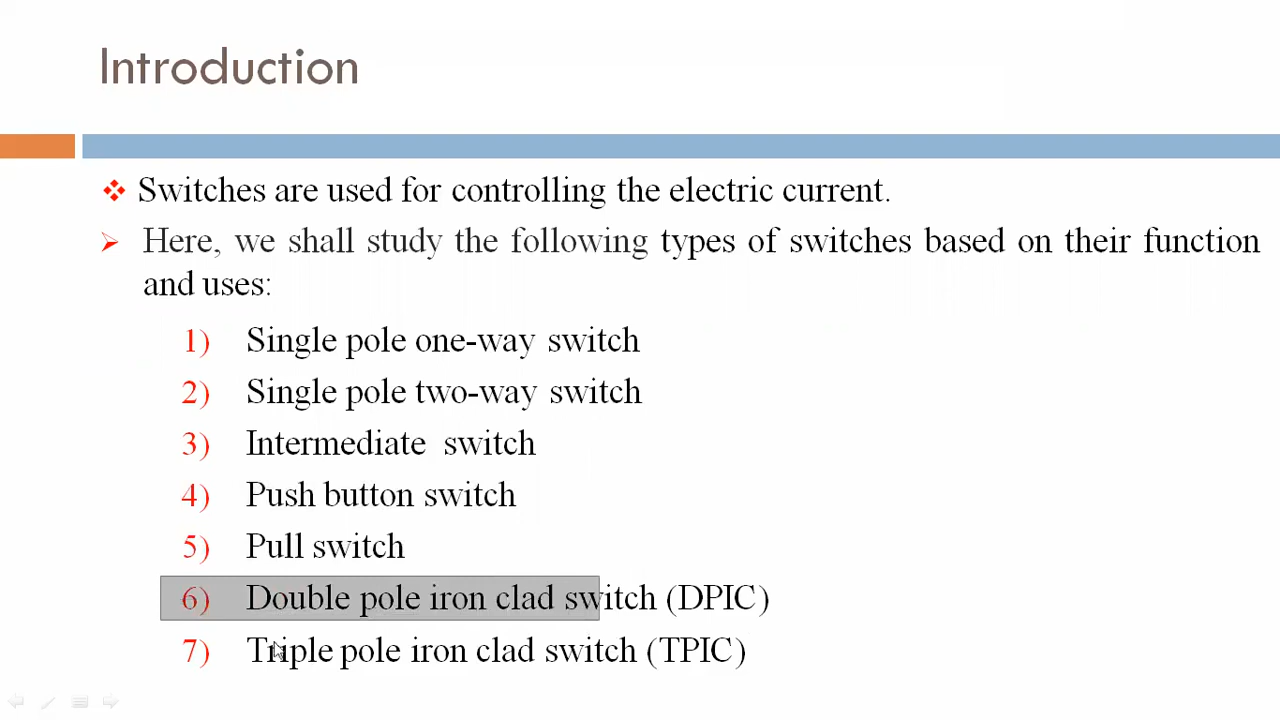 Introduction
Switches are used for controlling the electric current.
Here, we shall study the following types of switches based on their function
and uses:
1) Single pole one-way switch
2) Single pole two-way switch
3) Intermediate switch
4) Push button switch
5) Pull switch
6) Double pole iron clad switch (DPIC)
7) Triple pole iron clad switch (TPIC)